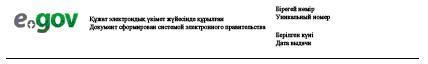 e.gov
Құжат электрондық үкімет жүйесінде құрылған
Документ сформирован системой электронного правительства
Бірегей нөмір
Уникальный номер
Берілген күні
Дата выдачи